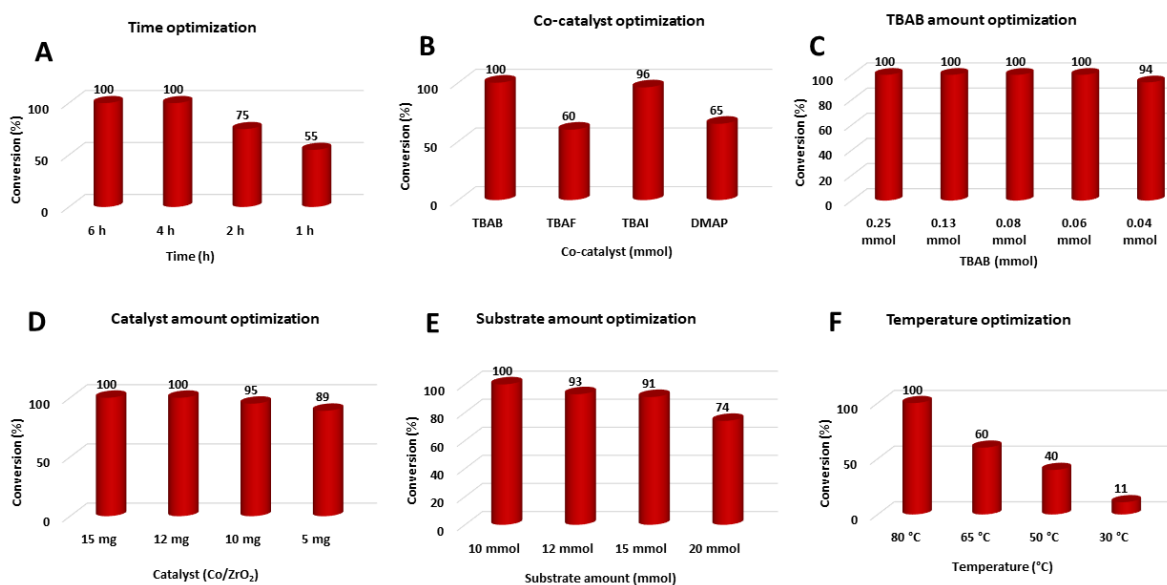 A
Time optimization
100
100
75
55
100
50
0
Conversion (%)
6 h
4 h
2 h
1 h
Time (h)
B
Co-catalyst optimization
100
60
96
65
100
50
0
Conversion (%)
TBAB
TBAF
TBAI
DMAP
Co-catalyst (mmol)
C
TBAB amount optimization
100
100
100
100
94
100
80
60
40
20
0
Conversion (%)
0.25 mmol
0.13 mmol
0.08 mmol
0.06 mmol
0.04 mmol
TBAB (mmol)
D
Catalyst amount optimization
100
100
95
89
100
50
0
Conversion (%)
15 mg
12 mg
10 mg
5 mg
Catalyst (Co/ZrO₂)
E
Substrate amount optimization
100
93
91
74
100
80
60
40
20
0
Conversion (%)
10 mmol
12 mmol
15 mmol
20 mmol
Substrate amount (mmol)
F
Temperature optimization
100
60
40
11
100
50
0
Conversion (%)
80 °C
65 °C
50 °C
30 °C
Temperature (°C)